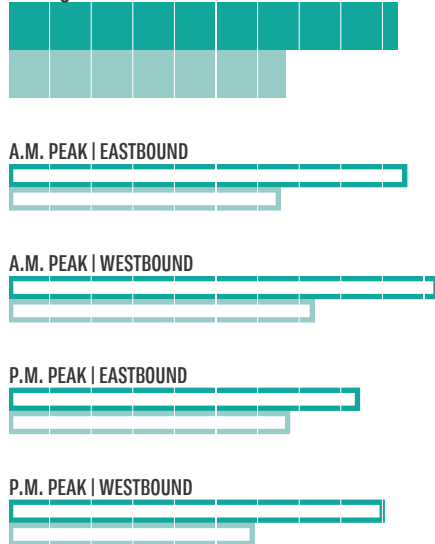 A.M. PEAK | EASTBOUND
A.M. PEAK | WESTBOUND
P.M. PEAK | EASTBOUND
P.M. PEAK | WESTBOUND